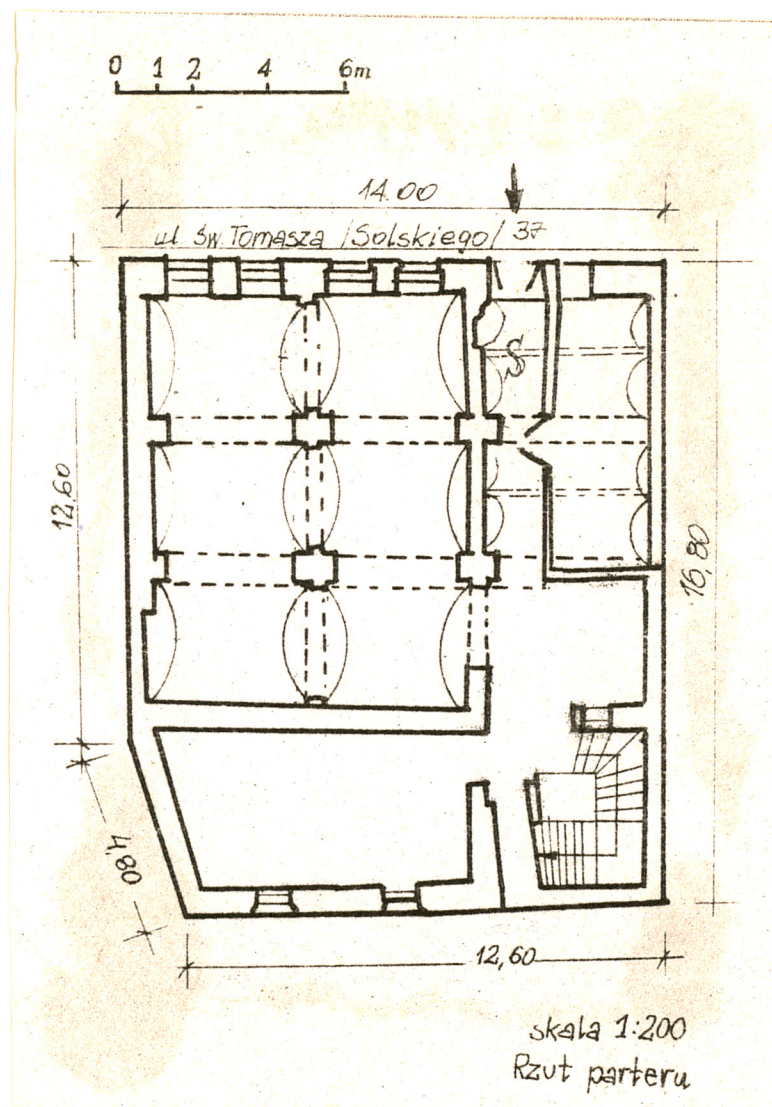 0 1 2 4 6m
14.00
ul. Św. Tomasza /Solskiego/ 37
S
12,60
16,80
4,80
12,60
skala 1:200
Rzut parteru